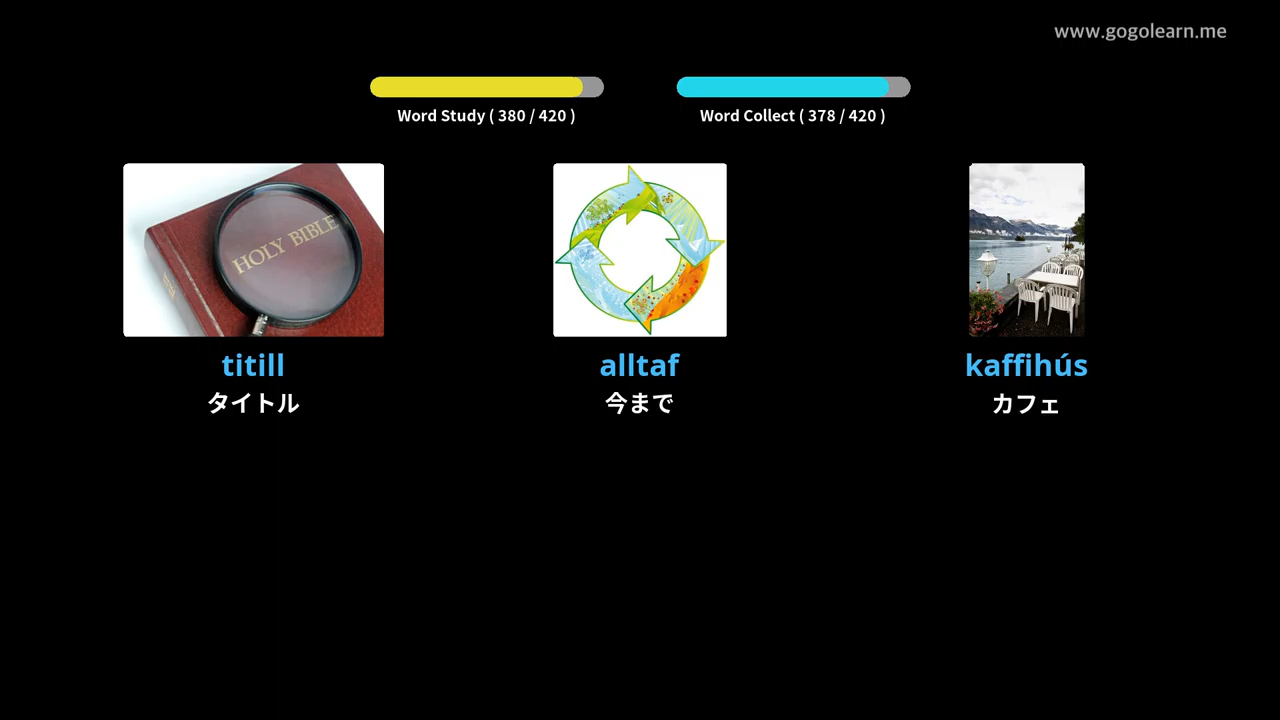 www.gogolearn.me
Word Study ( 380 / 420 )
Word Collect ( 378 / 420 )
HOLY BIBLE
titill
alltaf
kaffihús
タイトル
今まで
カフェ